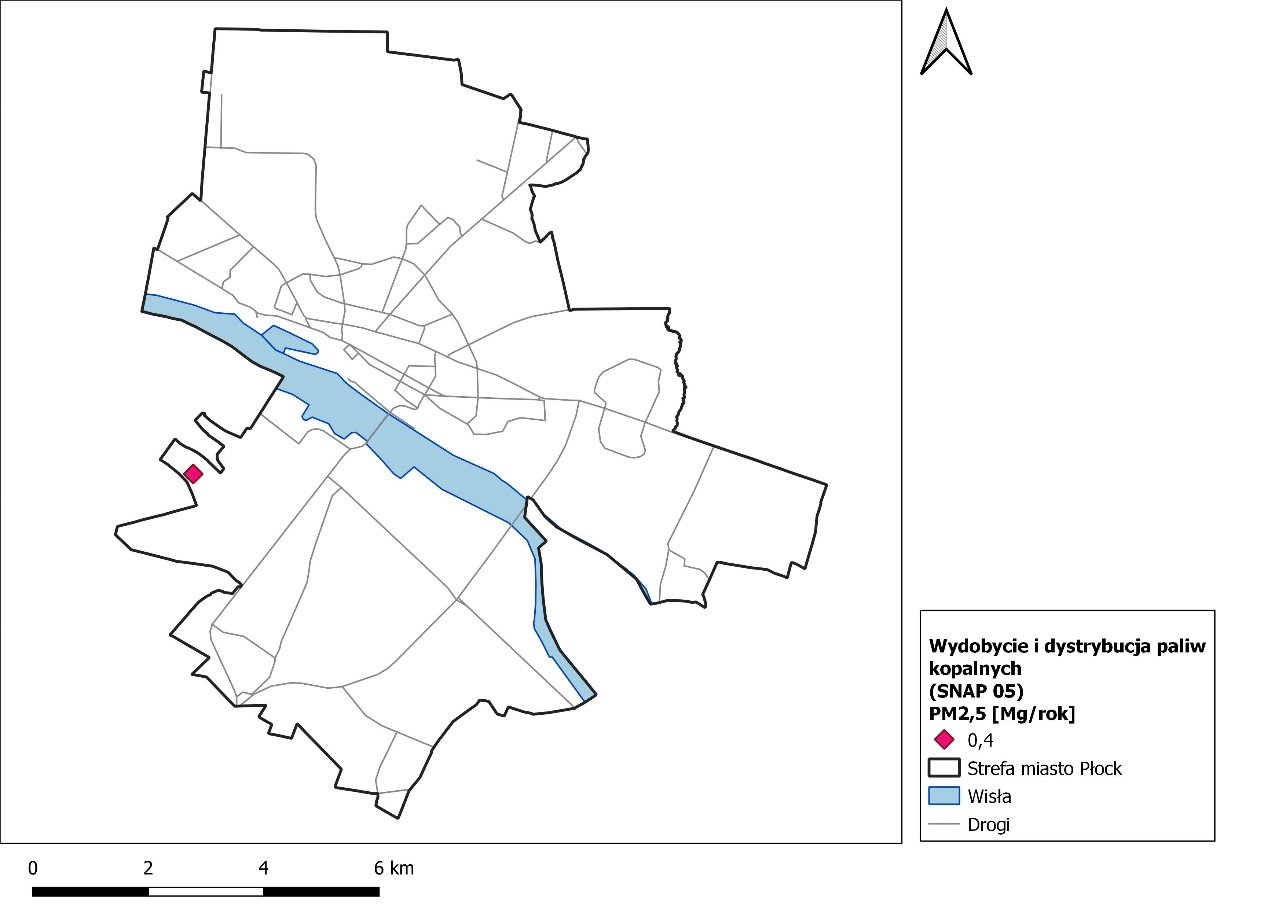 Wydobycie i dystrybucja paliw
kopalnych
(SNAP 05)
PM2,5 [Mg/rok]
0,4
Strefa miasto Płock
Wisła
Drogi
0 2 4 6 km